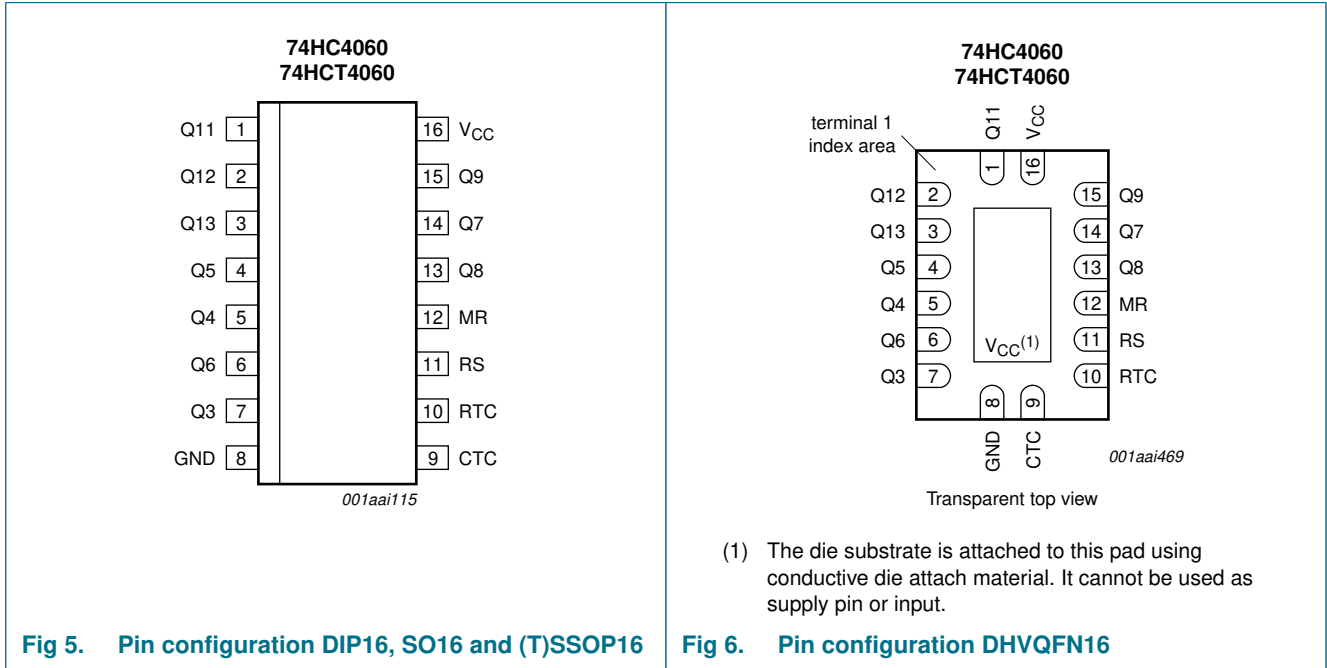 74HC4060
74HCT4060
Q11 1
16 VCC
Q12 2
15 Q9
Q13 3
14 Q7
Q5 4
13 Q8
Q4 5
12 MR
Q6 6
11 RS
Q3 7
10 RTC
GND 8
9 CTC
001aai115
Fig 5. Pin configuration DIP16, SO16 and (T)SSOP16
74HC4060
74HCT4060
terminal 1
index area
Q11
VCC
1
16
Q12 2
15 Q9
Q13 3
14 Q7
Q5 4
13 Q8
Q4 5
12 MR
Q6 6
11 RS
Q3 7
10 RTC
VCC(1)
8
9
GND
CTC
001aai469
Transparent top view
(1) The die substrate is attached to this pad using
conductive die attach material. It cannot be used as
supply pin or input.
Fig 6. Pin configuration DHVQFN16